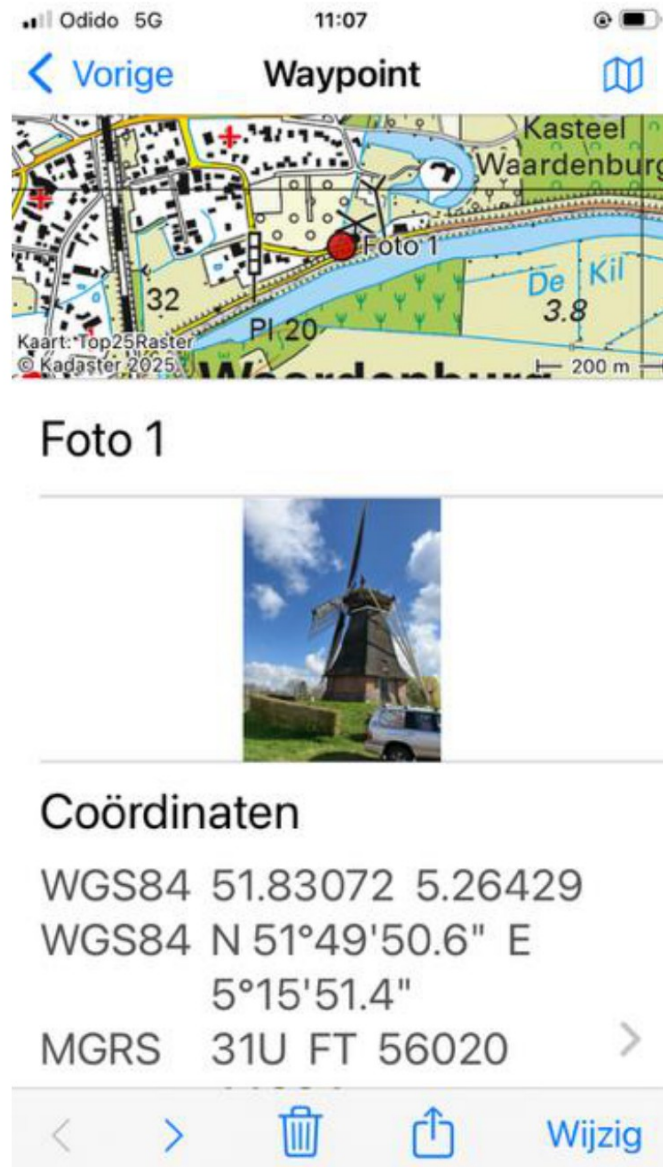 Odido 5G 11:07
Vorige Waypoint
Kasteel
Waardenburg
Foto 1
De Kil
3.8
32
Pl 20
Kaart: Top25Raster
© Kadaster 2025
Waardenburg
200 m
Foto 1
Coördinaten
WGS84 51.83072 5.26429
WGS84 N 51°49'50.6" E
5°15'51.4"
MGRS 31U FT 56020
Wijzig